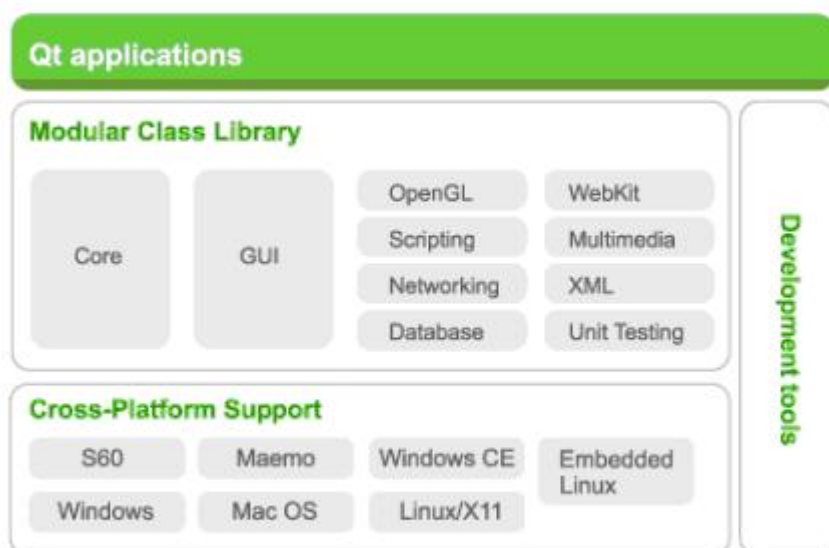 Qt applications
Modular Class Library
Core
GUI
OpenGL
WebKit
Scripting
Multimedia
Networking
XML
Database
Unit Testing
Development tools
Cross-Platform Support
S60
Maemo
Windows CE
Embedded
Linux
Windows
Mac OS
Linux/X11